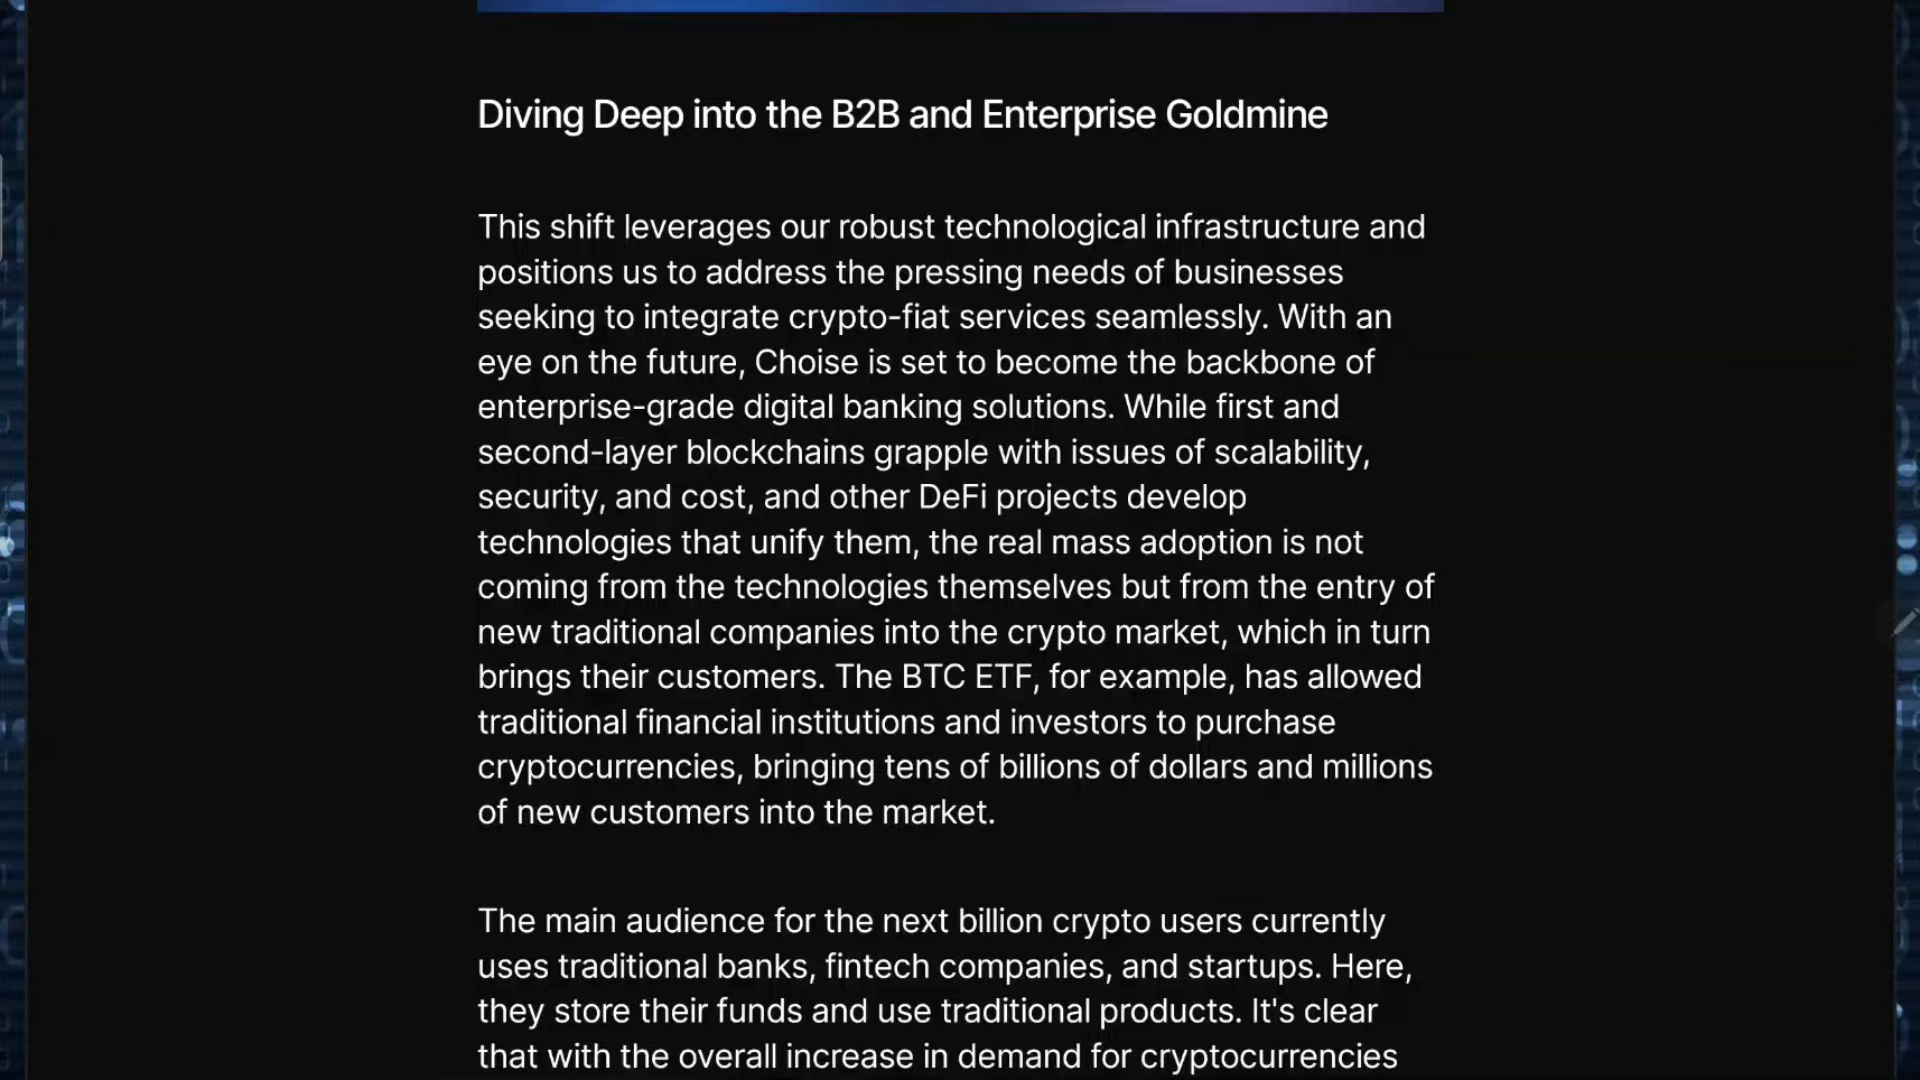 Diving Deep into the B2B and Enterprise Goldmine
This shift leverages our robust technological infrastructure and
positions us to address the pressing needs of businesses
seeking to integrate crypto-fiat services seamlessly. With an
eye on the future, Choise is set to become the backbone of
enterprise-grade digital banking solutions. While first and
second-layer blockchains grapple with issues of scalability,
security, and cost, and other DeFi projects develop
technologies that unify them, the real mass adoption is not
coming from the technologies themselves but from the entry of
new traditional companies into the crypto market, which in turn
brings their customers. The BTC ETF, for example, has allowed
traditional financial institutions and investors to purchase
cryptocurrencies, bringing tens of billions of dollars and millions
of new customers into the market.
The main audience for the next billion crypto users currently
uses traditional banks, fintech companies, and startups. Here,
they store their funds and use traditional products. It's clear
that with the overall increase in demand for cryptocurrencies